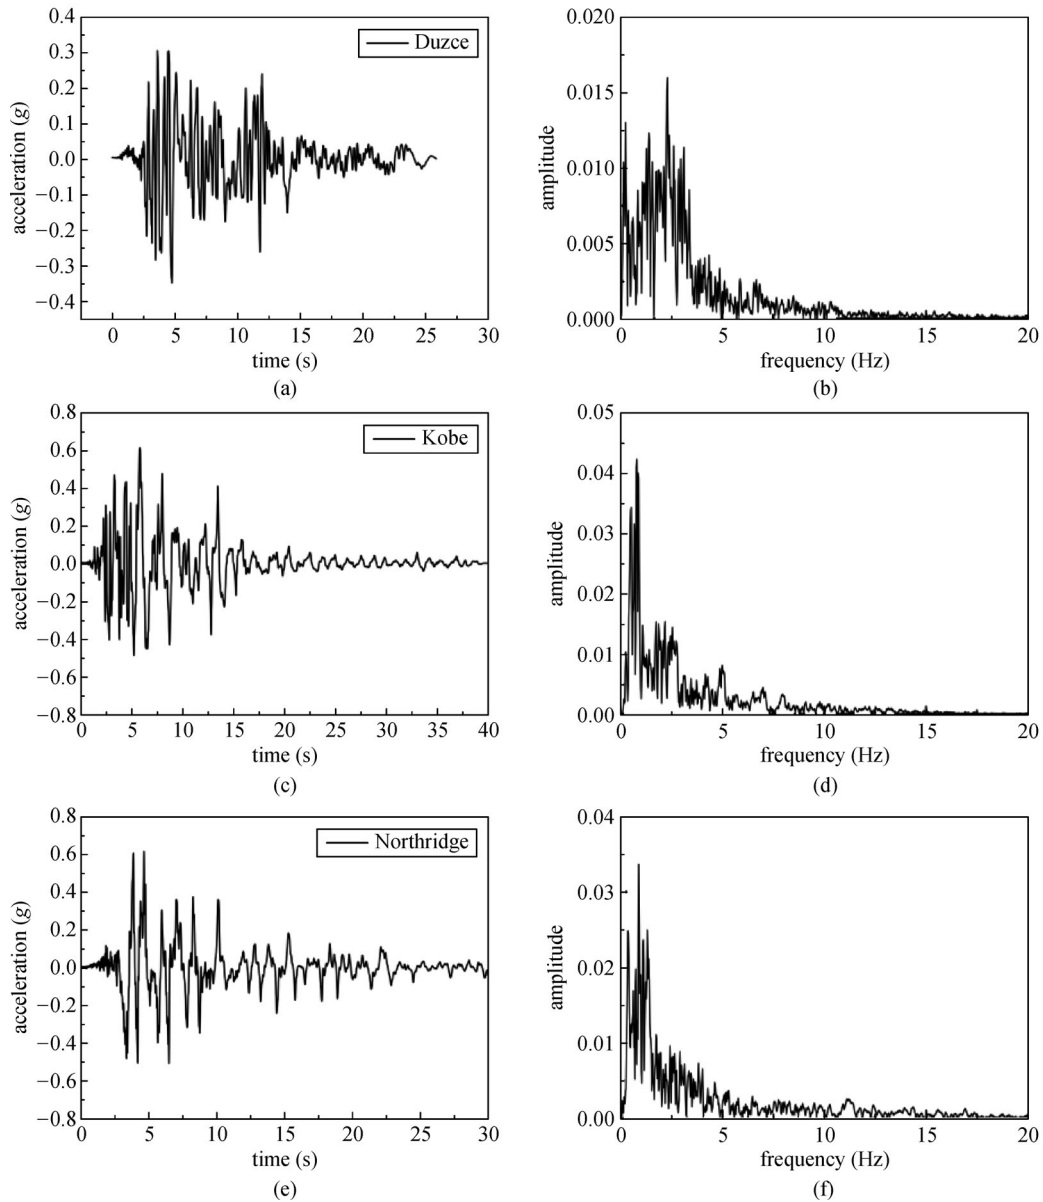 0.4
0.3
0.2
0.1
0.0
−0.1
−0.2
−0.3
−0.4
acceleration (g)
Duzce
0 5 10 15 20 25 30
time (s)
(a)
0.020
0.015
0.010
0.005
0.000
amplitude
0 5 10 15 20
frequency (Hz)
(b)
0.8
0.6
0.4
0.2
0.0
−0.2
−0.4
−0.6
−0.8
acceleration (g)
Kobe
0 5 10 15 20 25 30 35 40
time (s)
(c)
0.05
0.04
0.03
0.02
0.01
0.00
amplitude
0 5 10 15 20
frequency (Hz)
(d)
0.8
0.6
0.4
0.2
0.0
−0.2
−0.4
−0.6
−0.8
acceleration (g)
Northridge
0 5 10 15 20 25 30
time (s)
(e)
0.04
0.03
0.02
0.01
0.00
amplitude
0 5 10 15 20
frequency (Hz)
(f)